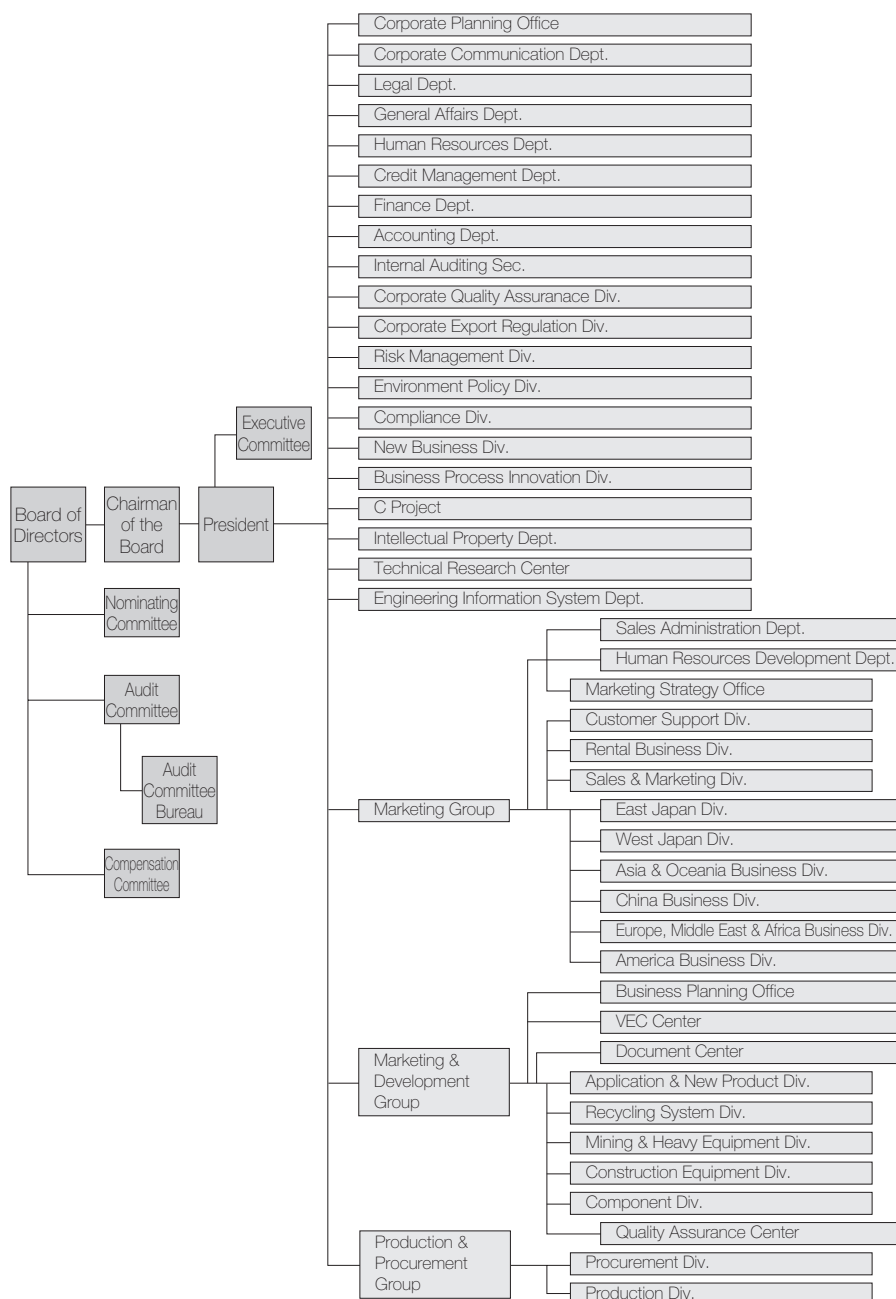 Corporate Planning Office
Corporate Communication Dept.
Legal Dept.
General Affairs Dept.
Human Resources Dept.
Credit Management Dept.
Finance Dept.
Accounting Dept.
Internal Auditing Sec.
Corporate Quality Assuranace Div.
Corporate Export Regulation Div.
Risk Management Div.
Environment Policy Div.
Compliance Div.
New Business Div.
Business Process Innovation Div.
C Project
Intellectual Property Dept.
Technical Research Center
Engineering Information System Dept.
Executive
Committee
Board of
Directors
Chairman
of the
Board
President
Nominating
Committee
Audit
Committee
Audit
Committee
Bureau
Compensation
Committee
Marketing Group
Sales Administration Dept.
Human Resources Development Dept.
Marketing Strategy Office
Customer Support Div.
Rental Business Div.
Sales & Marketing Div.
East Japan Div.
West Japan Div.
Asia & Oceania Business Div.
China Business Div.
Europe, Middle East & Africa Business Div.
America Business Div.
Marketing &
Development
Group
Business Planning Office
VEC Center
Document Center
Application & New Product Div.
Recycling System Div.
Mining & Heavy Equipment Div.
Construction Equipment Div.
Component Div.
Quality Assurance Center
Production &
Procurement
Group
Procurement Div.
Production Div.